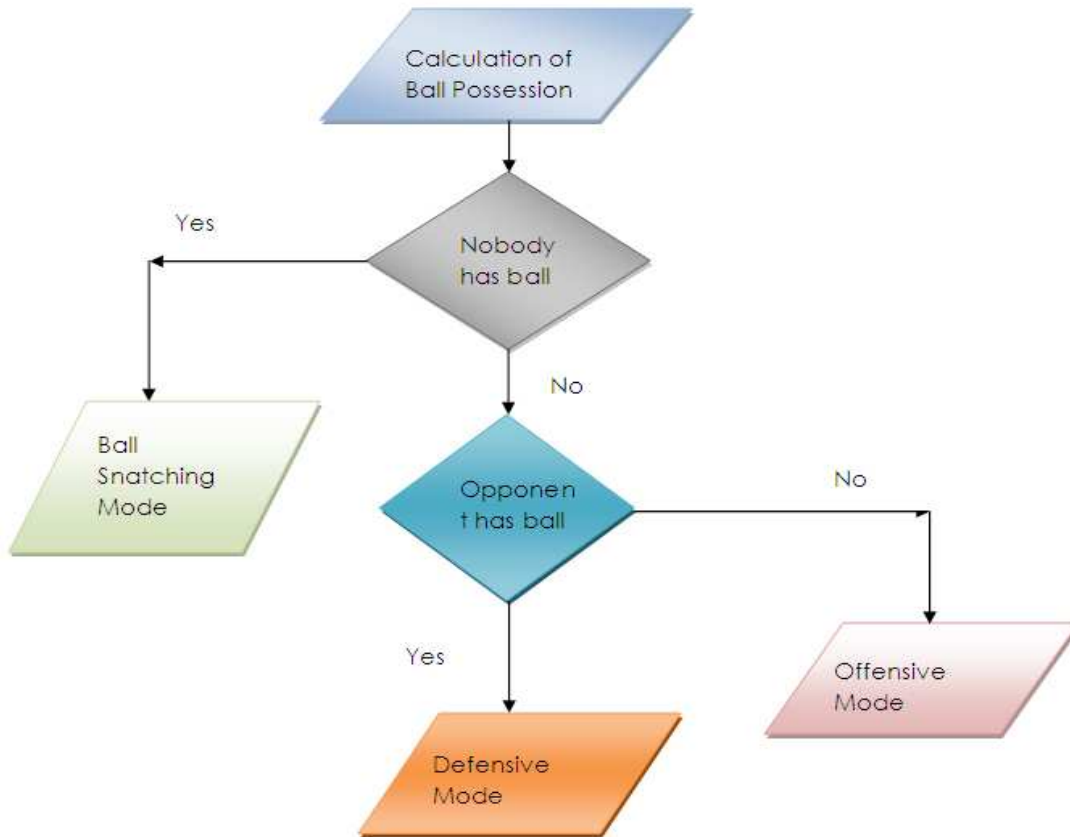 Calculation of
Ball Possession
Yes
Nobody
has ball
No
Ball
Snatching
Mode
Opponen
t has ball
No
Yes
Offensive
Mode
Defensive
Mode